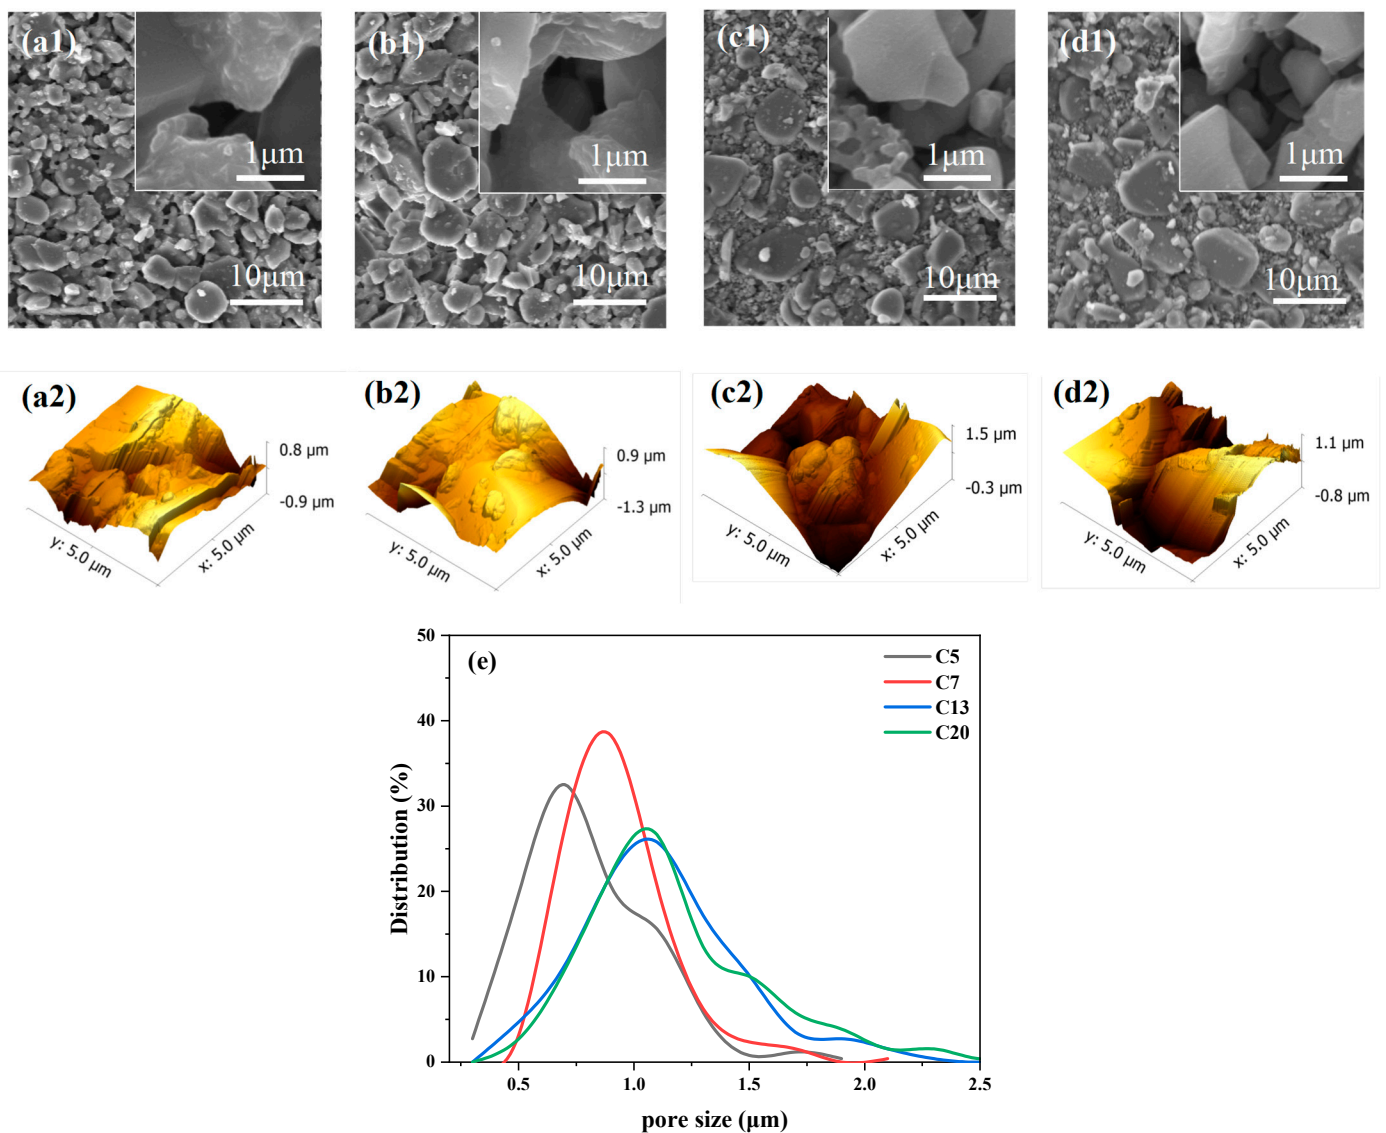 (a1)
1μm
10μm
(b1)
1μm
10μm
(c1)
1μm
10μm
(d1)
1μm
10μm
(a2)
0.8 μm
-0.9 μm
y: 5.0 μm
x: 5.0 μm
(b2)
0.9 μm
-1.3 μm
y: 5.0 μm
x: 5.0 μm
(c2)
1.5 μm
-0.3 μm
y: 5.0 μm
x: 5.0 μm
(d2)
1.1 μm
-0.8 μm
y: 5.0 μm
x: 5.0 μm
(e)
C5
C7
C13
C20
50
40
30
20
10
0
Distribution (%)
0.5
1.0
1.5
2.0
2.5
pore size (μm)